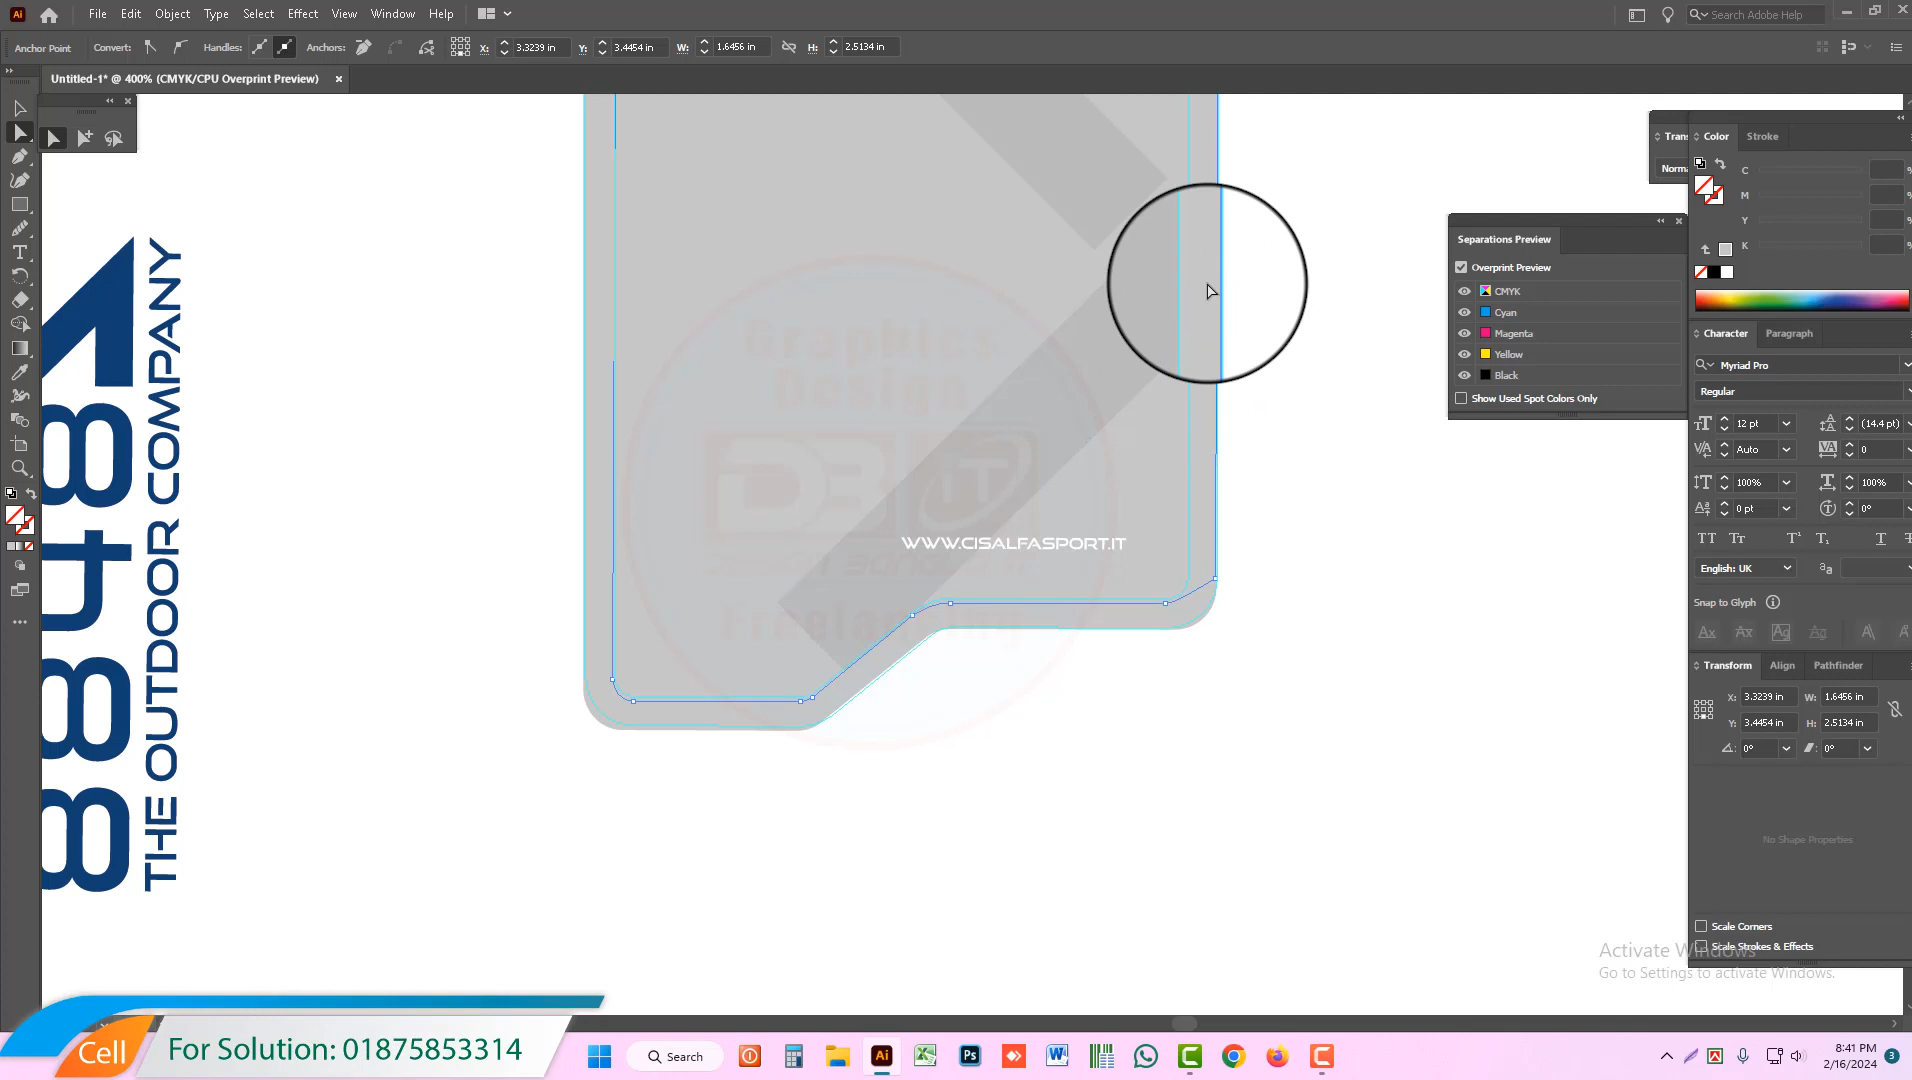 File Edit Object Type Select Effect View Window Help
Search Adobe Help
Anchor Point Convert: Handles: Anchors: X: 3.3239 in Y: 3.4454 in W: 1.6456 in H: 2.5134 in
Untitled-1* @ 400% (CMYK/CPU Overprint Preview)
Color Stroke
C
M
Y
K
Separations Preview
Overprint Preview
CMYK
Cyan
Magenta
Yellow
Black
Show Used Spot Colors Only
Character Paragraph
Myriad Pro
Regular
12 pt (14.4 pt)
Auto 0
100% 100%
0 pt 0°
English: UK
Snap to Glyph
Transform Align Pathfinder
X: 3.3239 in W: 1.6456 in
Y: 3.4454 in H: 2.5134 in
0° 0°
No Shape Properties
Scale Corners
Scale Strokes & Effects
Activate Windows
Go to Settings to activate Windows.
THE OUTDOOR COMPANY
8848
Graphics
Design
IT
WWW.CISALFASPORT.IT
Cell
For Solution: 01875853314
Search
8:41 PM
2/16/2024
3